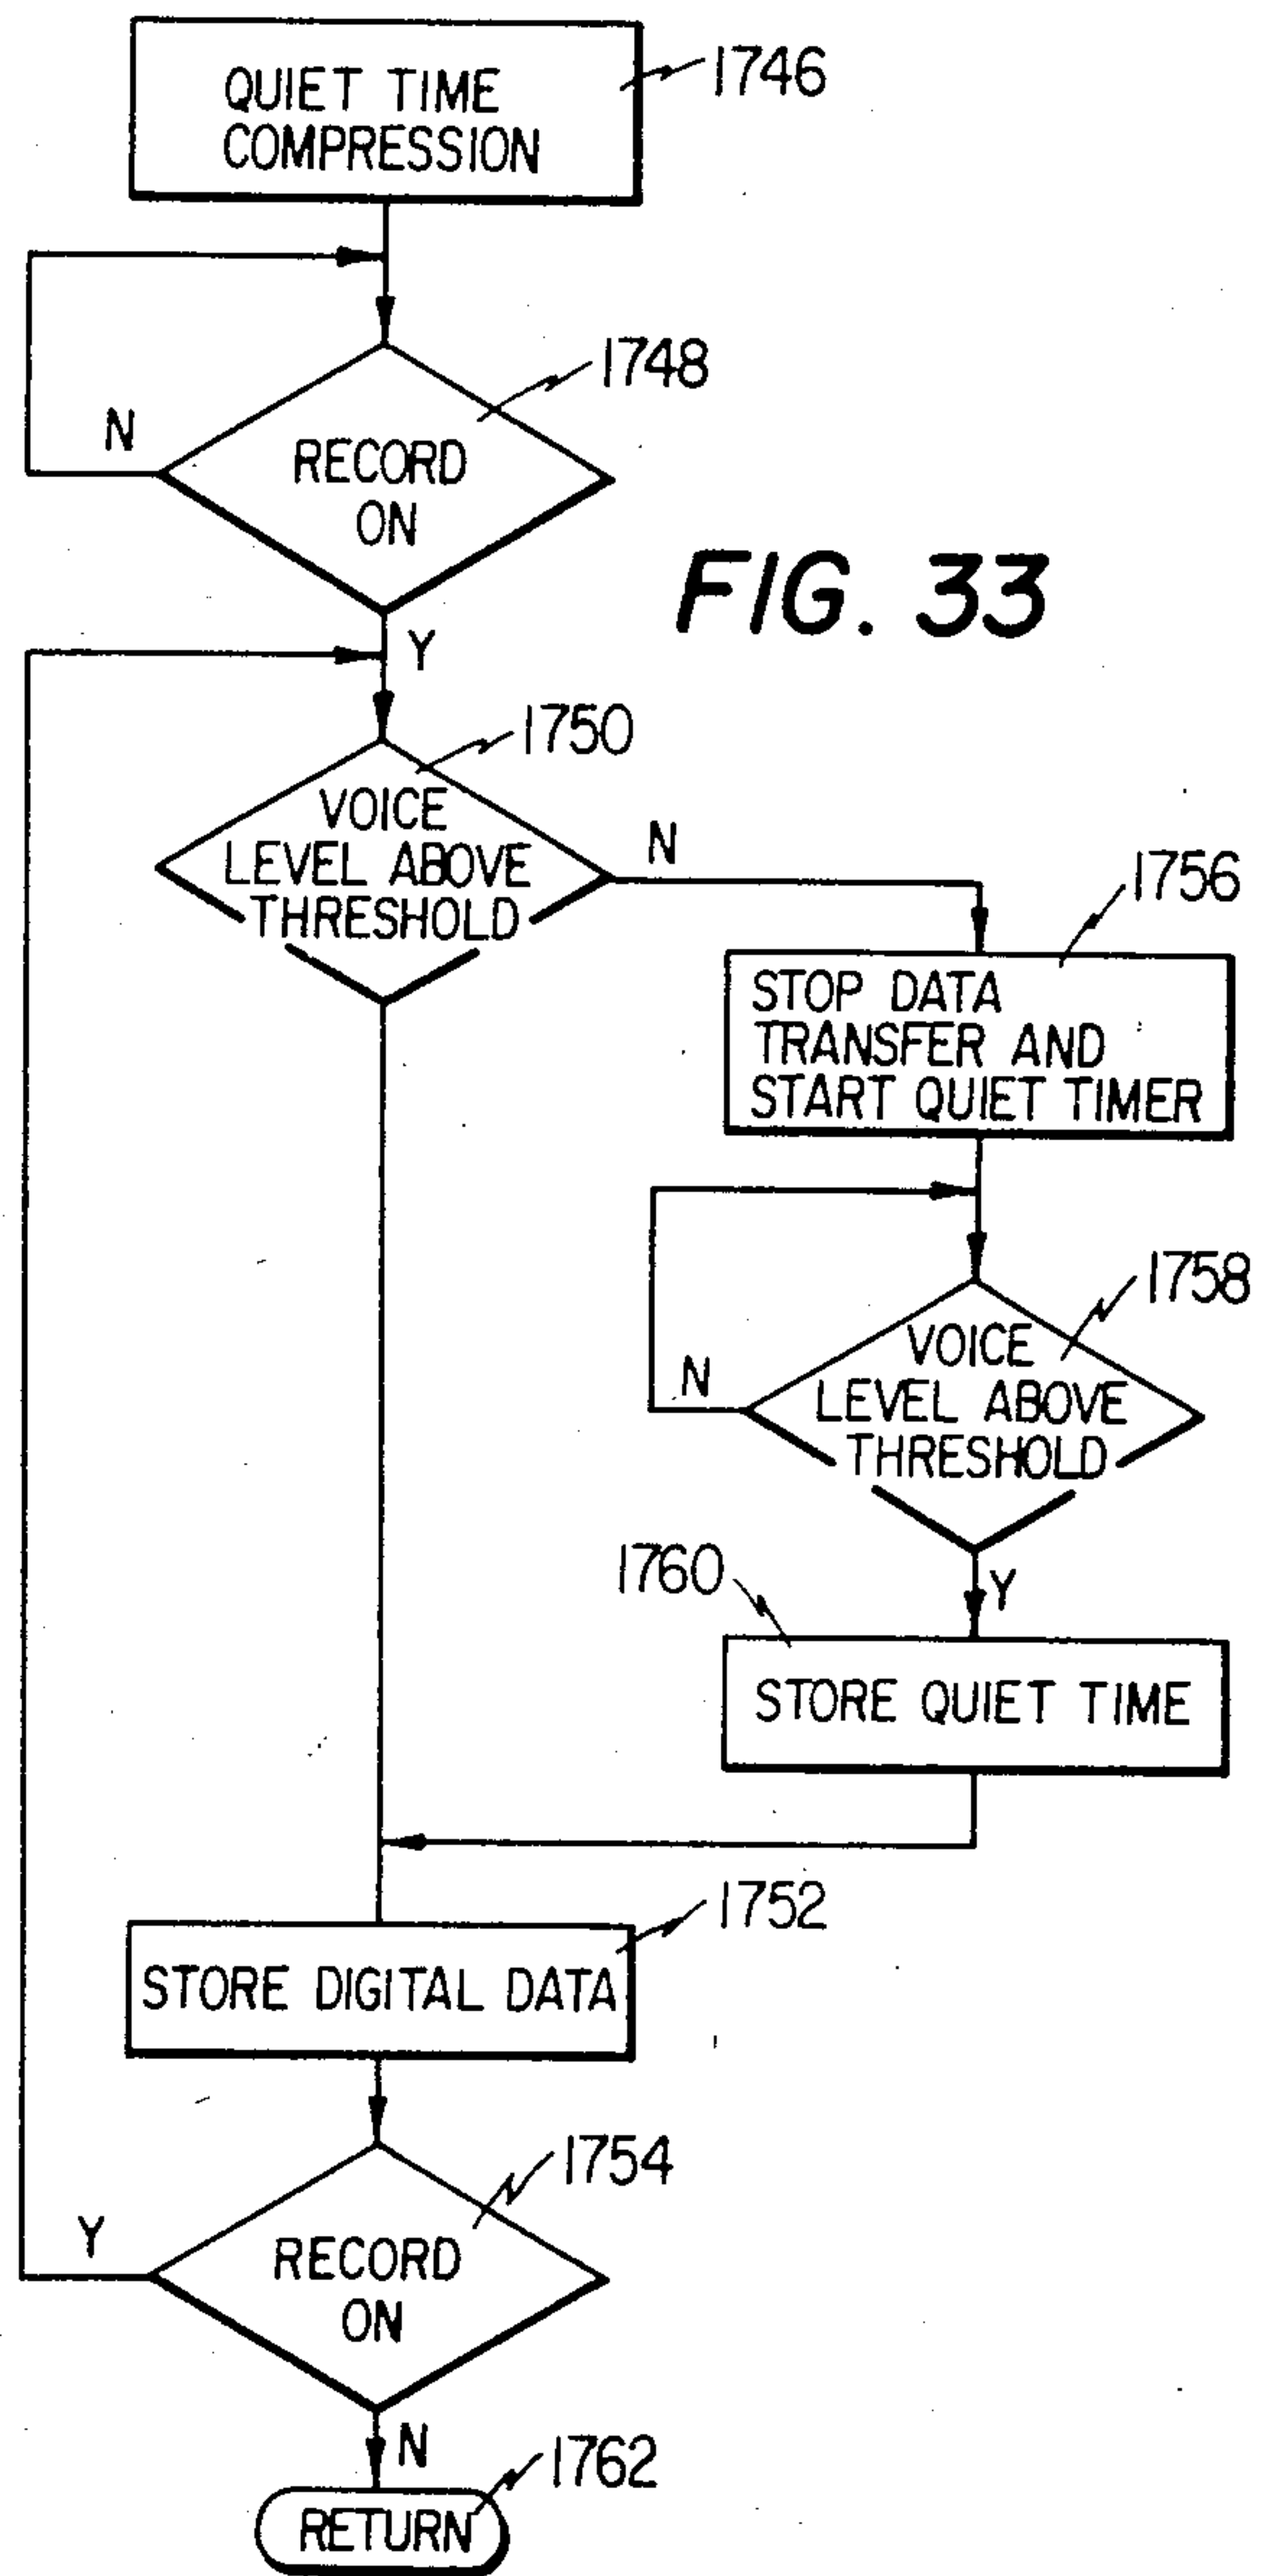 QUIET TIME
COMPRESSION
1746
1748
N
RECORD
ON
FIG. 33
Y
1750
VOICE
LEVEL ABOVE
THRESHOLD
N
1756
STOP DATA
TRANSFER AND
START QUIET TIMER
1758
VOICE
LEVEL ABOVE
THRESHOLD
N
Y
1760
STORE QUIET TIME
1752
STORE DIGITAL DATA
1754
Y
RECORD
ON
N
1762
RETURN